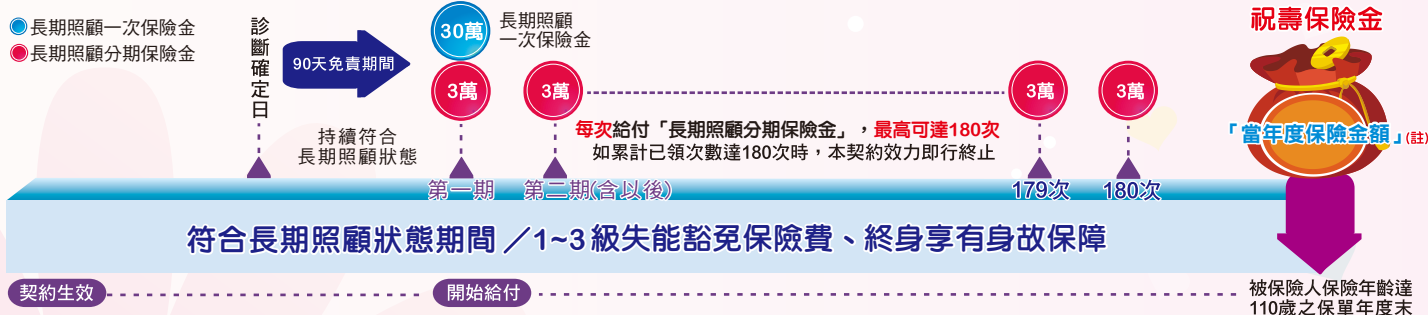 長期照顧一次保險金
長期照顧分期保險金
診斷確定日
90天免責期間
持續符合
長期照顧狀態
30萬
長期照顧
一次保險金
3萬
3萬
每次給付「長期照顧分期保險金」，最高可達180次
如累計已領次數達180次時，本契約效力即行終止
3萬
3萬
祝壽保險金
「當年度保險金額」(註)
第一期
第二期(含以後)
179次
180次
符合長期照顧狀態期間／1~3級失能豁免保險費、終身享有身故保障
契約生效
開始給付
被保險人保險年齡達
110歲之保單年度末